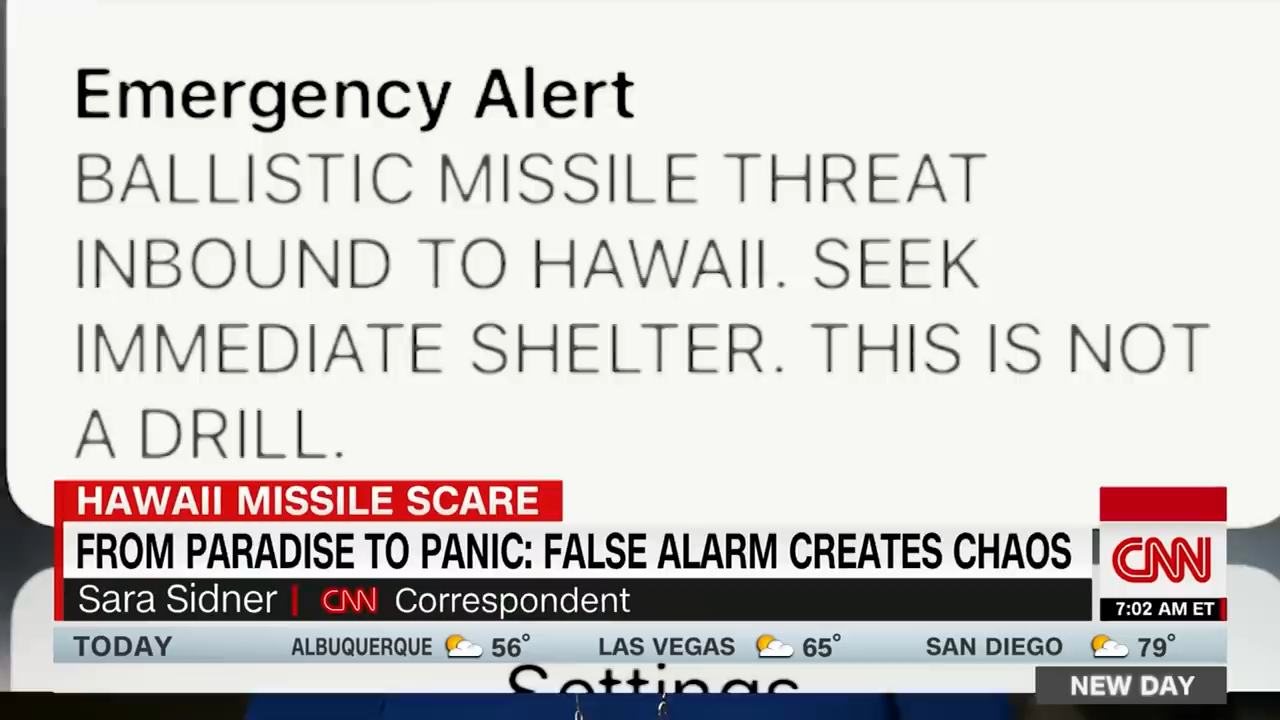 Emergency Alert
BALLISTIC MISSILE THREAT
INBOUND TO HAWAII. SEEK
IMMEDIATE SHELTER. THIS IS NOT
A DRILL.
HAWAII MISSILE SCARE
FROM PARADISE TO PANIC: FALSE ALARM CREATES CHAOS
Sara Sidner | CNN Correspondent
CNN
7:02 AM ET
TODAY ALBUQUERQUE 56° LAS VEGAS 65° SAN DIEGO 79°
Settings
NEW DAY